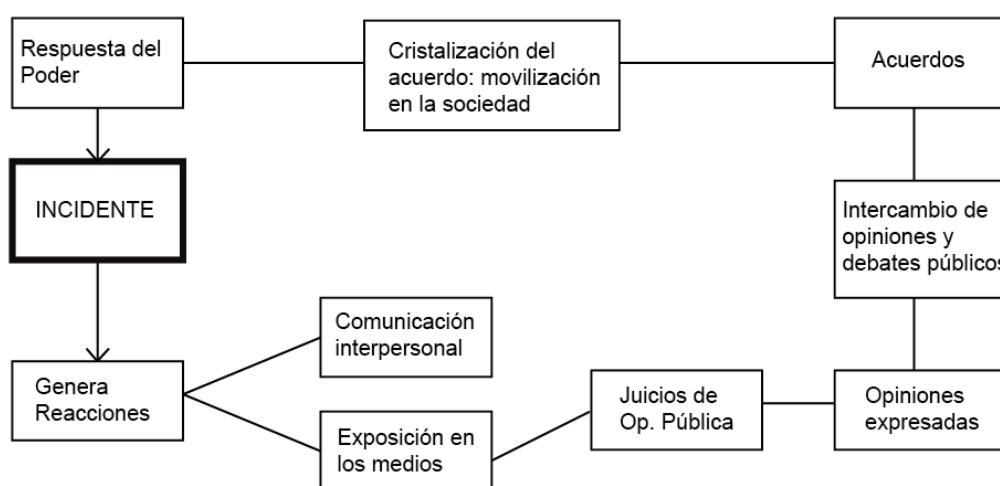 Respuesta del
Poder
Cristalización del
acuerdo: movilización
en la sociedad
Acuerdos
INCIDENTE
Intercambio de
opiniones y
debates públicos
Comunicación
interpersonal
Genera
Reacciones
Exposición en
los medios
Juicios de
Op. Pública
Opiniones
expresadas